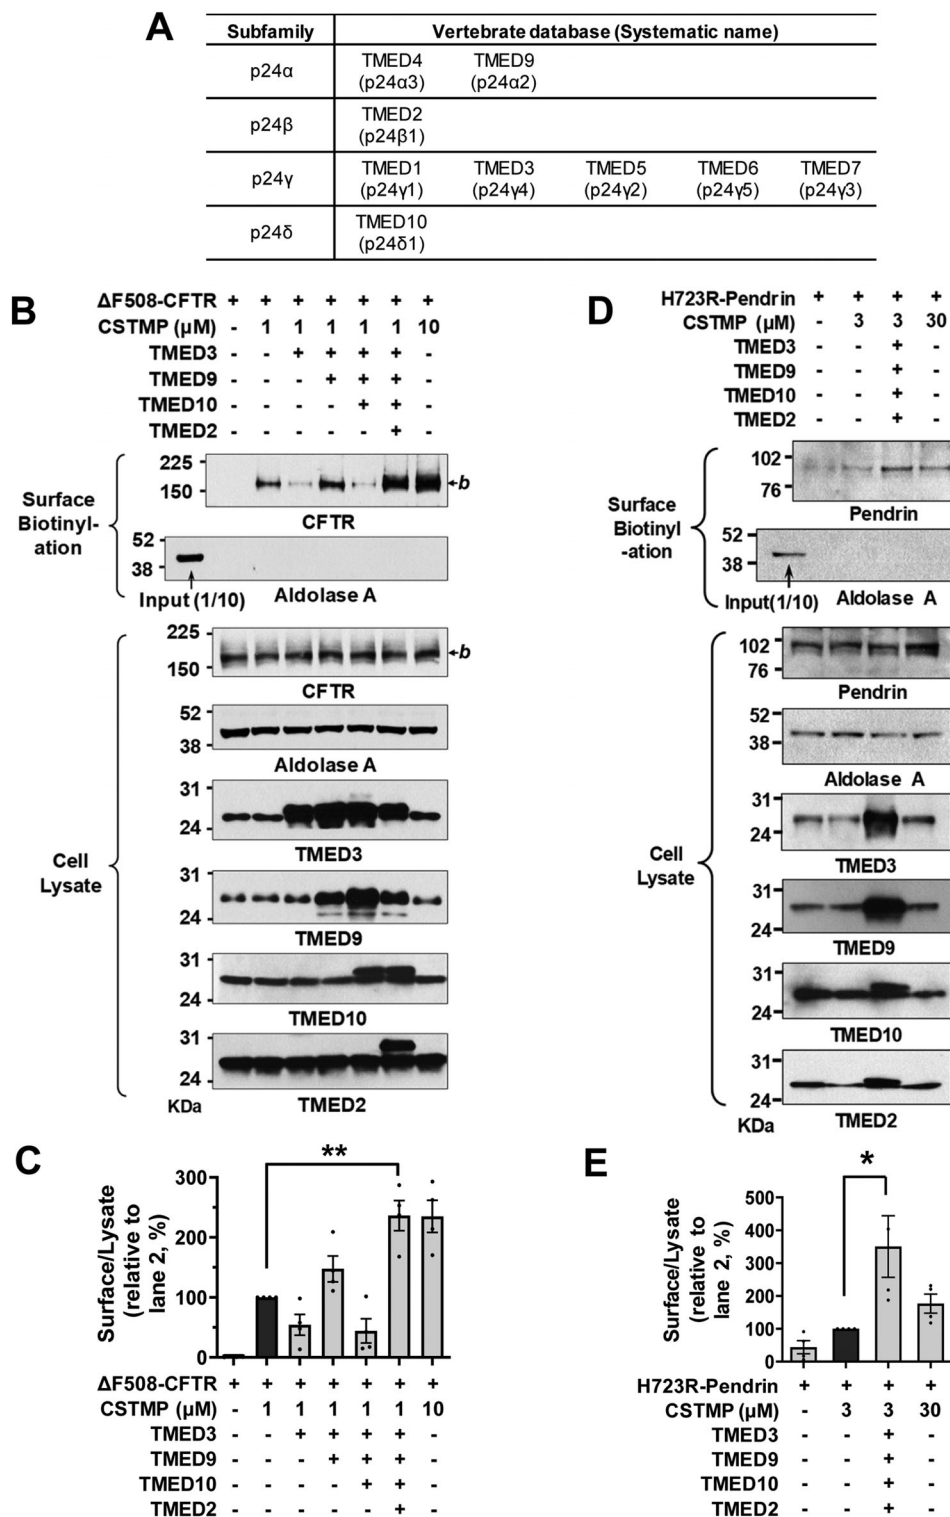 A
Subfamily Vertebrate database (Systematic name)
p24α TMED4 TMED9
(p24α3) (p24α2)
p24β TMED2
(p24β1)
p24γ TMED1 TMED3 TMED5 TMED6 TMED7
(p24γ1) (p24γ4) (p24γ2) (p24γ5) (p24γ3)
p24δ TMED10
(p24δ1)
B
ΔF508-CFTR + + + + + + +
CSTMP (μM) - 1 1 1 1 1 10
TMED3 - - + + + + -
TMED9 - - - + + + -
TMED10 - - - - + + -
TMED2 - - - - - + -
Surface
Biotinyl-
ation
225
150
b
CFTR
52
38
Input (1/10) Aldolase A
Cell
Lysate
225
150
b
CFTR
52
38
Aldolase A
31
24
TMED3
31
24
TMED9
31
24
TMED10
31
24
KDa TMED2
C
Surface/Lysate
(relative to
lane 2, %)
300
200
100
0
**
ΔF508-CFTR + + + + + + +
CSTMP (μM) - 1 1 1 1 1 10
TMED3 - - + + + + -
TMED9 - - - + + + -
TMED10 - - - - + + -
TMED2 - - - - - + -
D
H723R-Pendrin + + + +
CSTMP (μM) - 3 3 30
TMED3 - - + -
TMED9 - - + -
TMED10 - - + -
TMED2 - - + -
Surface
Biotinyl
-ation
102
76
Pendrin
52
38
Input(1/10) Aldolase A
Cell
Lysate
102
76
Pendrin
52
38
Aldolase A
31
24
TMED3
31
24
TMED9
31
24
TMED10
31
24
KDa TMED2
E
Surface/Lysate
(relative to
lane 2, %)
500
400
300
200
100
0
*
H723R-Pendrin + + + +
CSTMP (μM) - 3 3 30
TMED3 - - + -
TMED9 - - + -
TMED10 - - + -
TMED2 - - + -